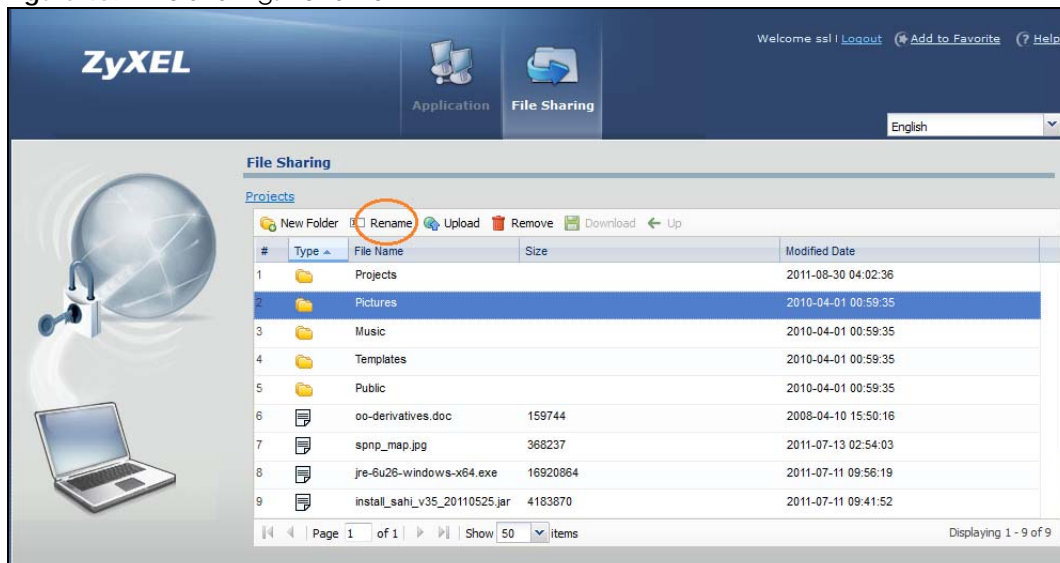 Welcome ssl | Logout Add to Favorite ? Help
ZyXEL
Application File Sharing
English
File Sharing
Projects
New Folder Rename Upload Remove Download Up
# Type File Name Size Modified Date
1 Projects 2011-08-30 04:02:36
2 Pictures 2010-04-01 00:59:35
3 Music 2010-04-01 00:59:35
4 Templates 2010-04-01 00:59:35
5 Public 2010-04-01 00:59:35
6 oo-derivatives.doc 159744 2008-04-10 15:50:16
7 spnp_map.jpg 368237 2011-07-13 02:54:03
8 jre-6u26-windows-x64.exe 16920864 2011-07-11 09:56:19
9 install_sahi_v35_20110525.jar 4183870 2011-07-11 09:41:52
Page 1 of 1 Show 50 items Displaying 1 - 9 of 9